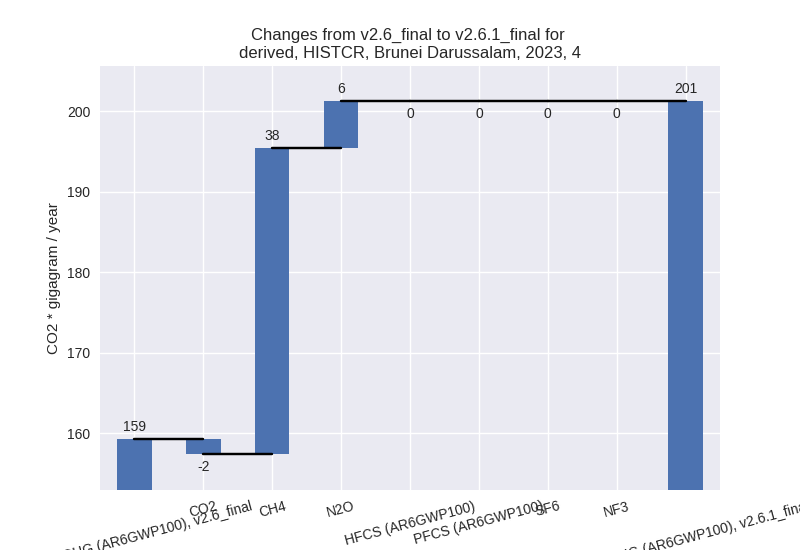 Changes from v2.6_final to v2.6.1_final for
derived, HISTCR, Brunei Darussalam, 2023, 4
CO2 * gigagram / year
200
190
180
170
160
159
-2
38
6
0
0
0
0
201
(AR6GWP100), v2.6_final
CO2
CH4
N2O
HFCS (AR6GWP100)
PFCS (AR6GWP100)
SF6
NF3
(AR6GWP100), v2.6.1_final